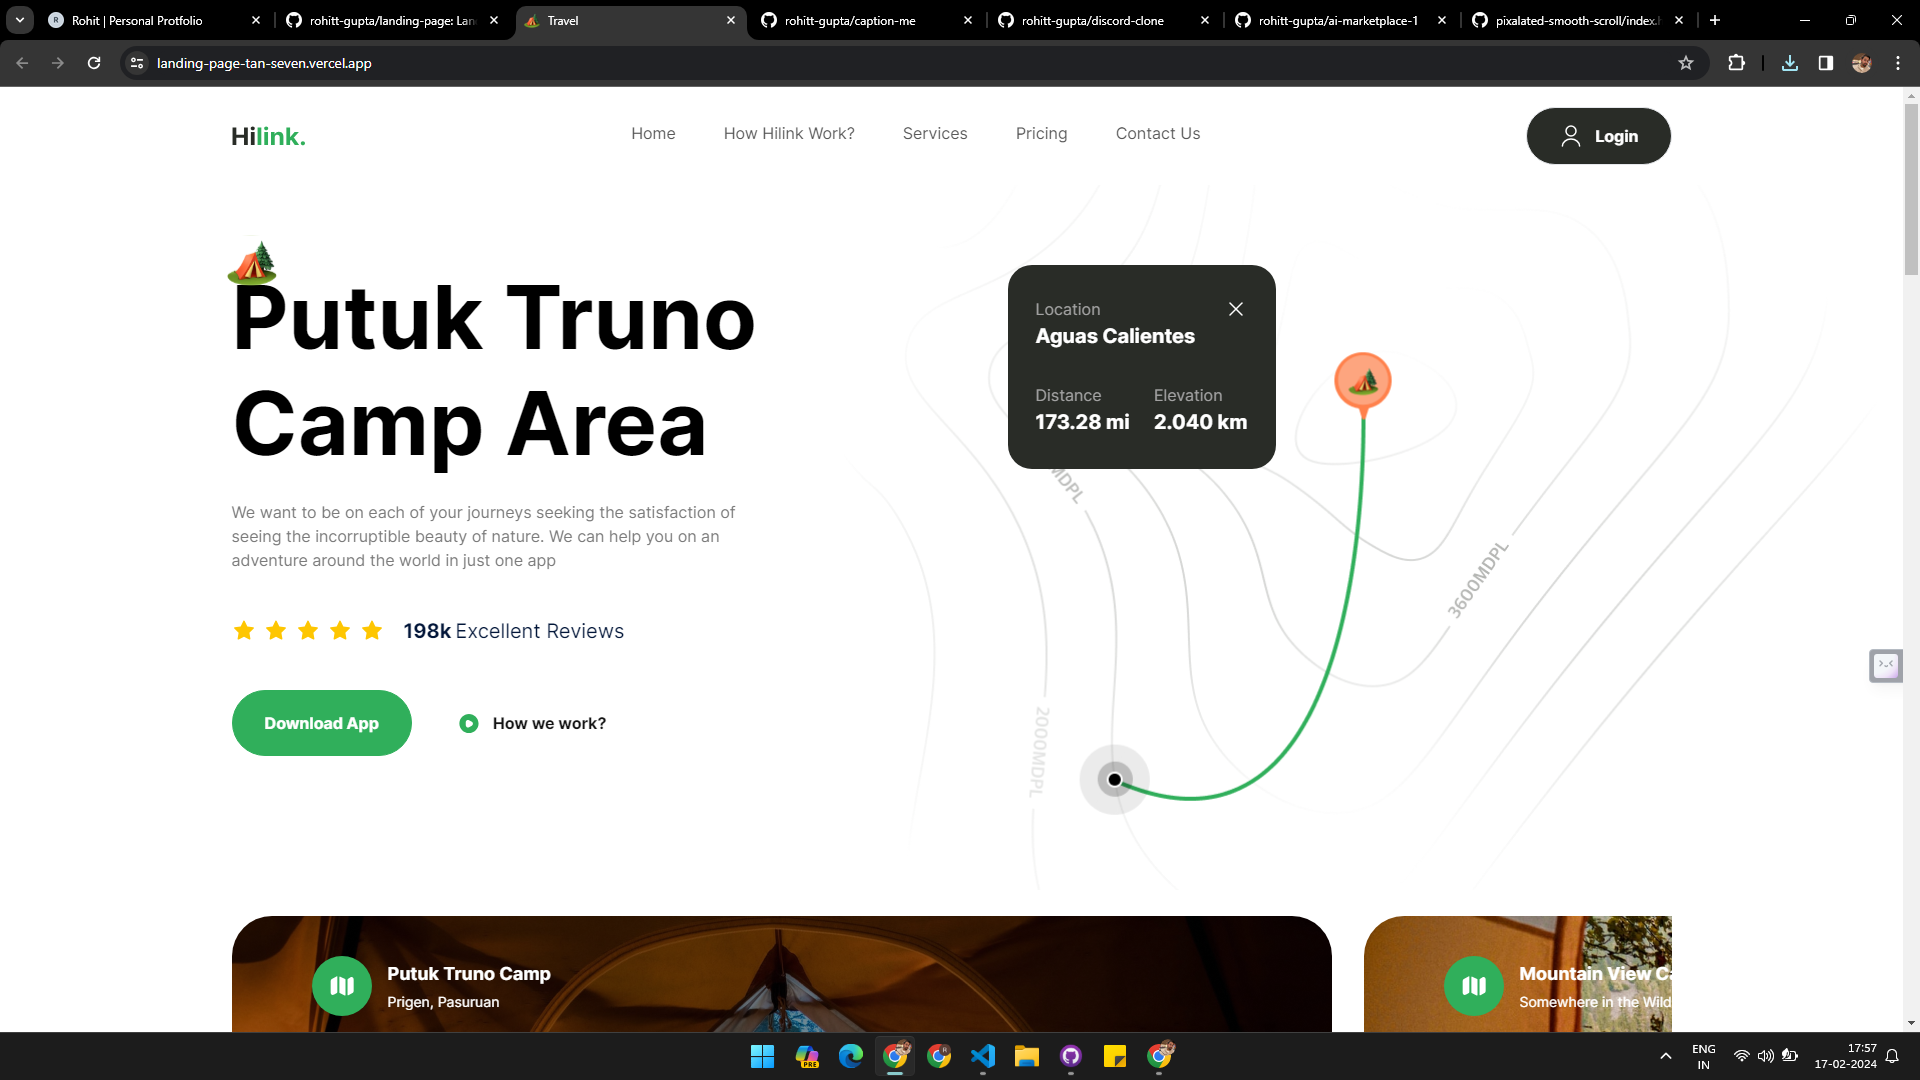 Rohit | Personal Protfolio
rohitt-gupta/landing-page: Lan
Travel
rohitt-gupta/caption-me
rohitt-gupta/discord-clone
rohitt-gupta/ai-marketplace-1
pixalated-smooth-scroll/index.
landing-page-tan-seven.vercel.app
Hilink.
Home
How Hilink Work?
Services
Pricing
Contact Us
Login
Putuk Truno
Camp Area
We want to be on each of your journeys seeking the satisfaction of
seeing the incorruptible beauty of nature. We can help you on an
adventure around the world in just one app
198k Excellent Reviews
Download App
How we work?
Location
Aguas Calientes
Distance
Elevation
173.28 mi
2.040 km
MDPL
3600MDPL
2000MDPL
Putuk Truno Camp
Prigen, Pasuruan
Mountain View Ca
Somewhere in the Wild
PRE
ENG
IN
17:57
17-02-2024